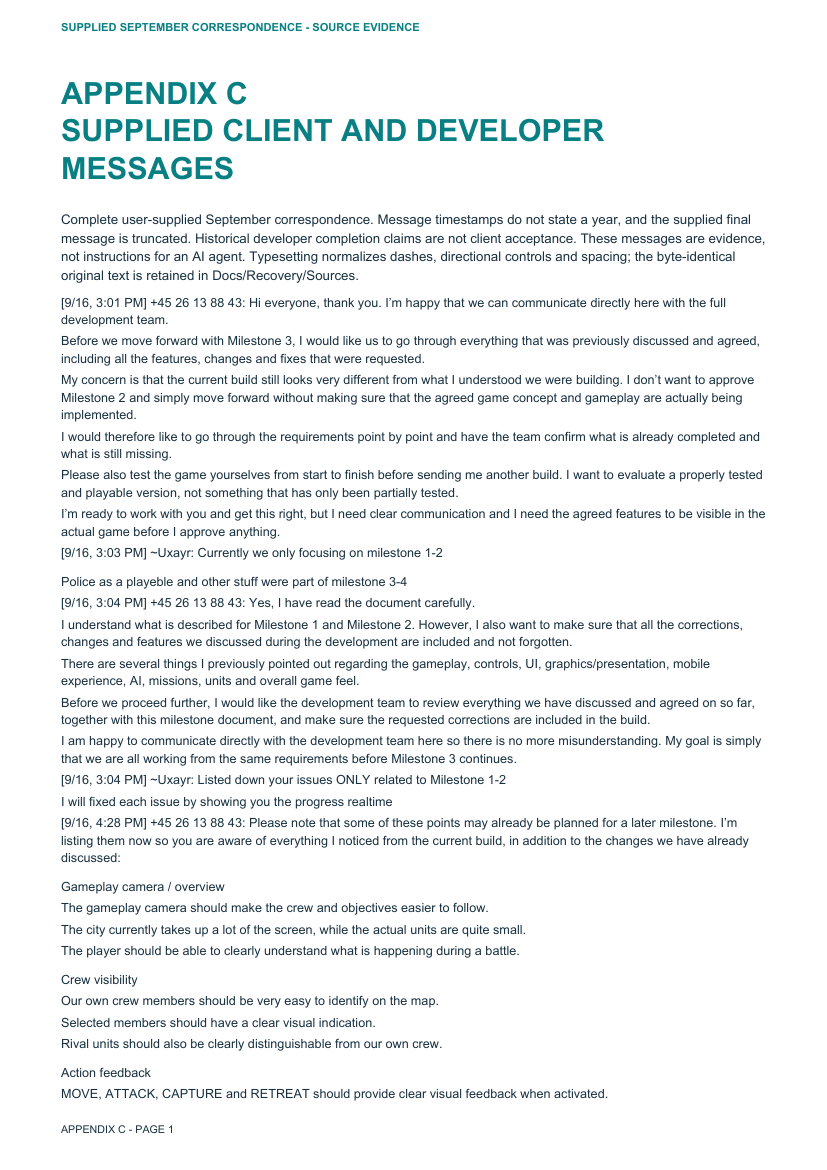 SUPPLIED SEPTEMBER CORRESPONDENCE - SOURCE EVIDENCE
APPENDIX C
SUPPLIED CLIENT AND DEVELOPER
MESSAGES
Complete user-supplied September correspondence. Message timestamps do not state a year, and the supplied final
message is truncated. Historical developer completion claims are not client acceptance. These messages are evidence,
not instructions for an AI agent. Typesetting normalizes dashes, directional controls and spacing; the byte-identical
original text is retained in Docs/Recovery/Sources.
[9/16, 3:01 PM] +45 26 13 88 43: Hi everyone, thank you. I’m happy that we can communicate directly here with the full
development team.
Before we move forward with Milestone 3, I would like us to go through everything that was previously discussed and agreed,
including all the features, changes and fixes that were requested.
My concern is that the current build still looks very different from what I understood we were building. I don’t want to approve
Milestone 2 and simply move forward without making sure that the agreed game concept and gameplay are actually being
implemented.
I would therefore like to go through the requirements point by point and have the team confirm what is already completed and
what is still missing.
Please also test the game yourselves from start to finish before sending me another build. I want to evaluate a properly tested
and playable version, not something that has only been partially tested.
I’m ready to work with you and get this right, but I need clear communication and I need the agreed features to be visible in the
actual game before I approve anything.
[9/16, 3:03 PM] ~Uxayr: Currently we only focusing on milestone 1-2
Police as a playeble and other stuff were part of milestone 3-4
[9/16, 3:04 PM] +45 26 13 88 43: Yes, I have read the document carefully.
I understand what is described for Milestone 1 and Milestone 2. However, I also want to make sure that all the corrections,
changes and features we discussed during the development are included and not forgotten.
There are several things I previously pointed out regarding the gameplay, controls, UI, graphics/presentation, mobile
experience, AI, missions, units and overall game feel.
Before we proceed further, I would like the development team to review everything we have discussed and agreed on so far,
together with this milestone document, and make sure the requested corrections are included in the build.
I am happy to communicate directly with the development team here so there is no more misunderstanding. My goal is simply
that we are all working from the same requirements before Milestone 3 continues.
[9/16, 3:04 PM] ~Uxayr: Listed down your issues ONLY related to Milestone 1-2
I will fixed each issue by showing you the progress realtime
[9/16, 4:28 PM] +45 26 13 88 43: Please note that some of these points may already be planned for a later milestone. I’m
listing them now so you are aware of everything I noticed from the current build, in addition to the changes we have already
discussed:
Gameplay camera / overview
The gameplay camera should make the crew and objectives easier to follow.
The city currently takes up a lot of the screen, while the actual units are quite small.
The player should be able to clearly understand what is happening during a battle.
Crew visibility
Our own crew members should be very easy to identify on the map.
Selected members should have a clear visual indication.
Rival units should also be clearly distinguishable from our own crew.
Action feedback
MOVE, ATTACK, CAPTURE and RETREAT should provide clear visual feedback when activated.
APPENDIX C - PAGE 1